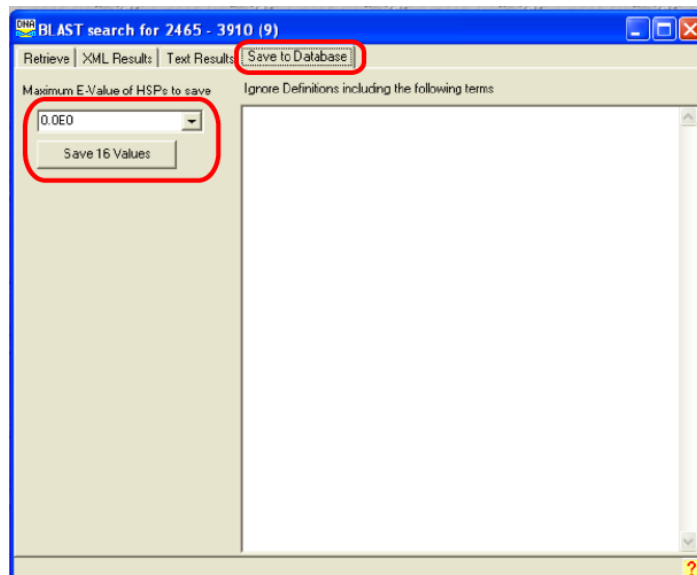 DNA
BLAST search for 2465 - 3910 (9)
Retrieve XML Results Text Results Save to Database
Maximum E-Value of HSPs to save
Ignore Definitions including the following terms
0.0E0
Save 16 Values
?